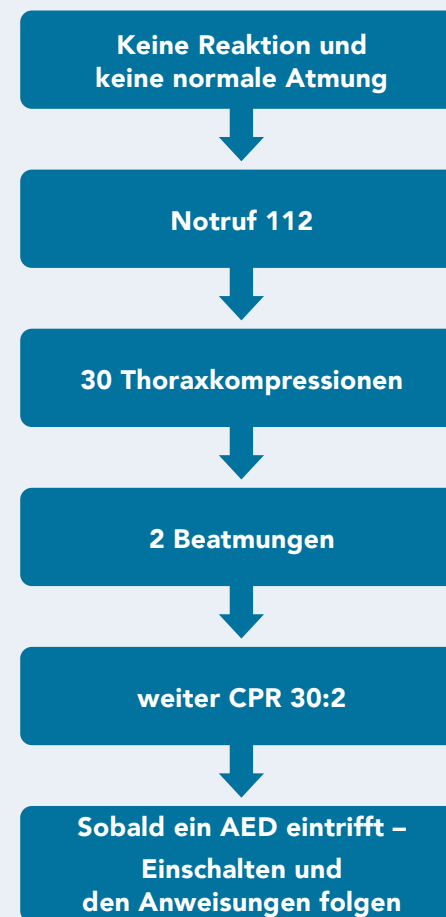 Keine Reaktion und
keine normale Atmung
Notruf 112
30 Thoraxkompressionen
2 Beatmungen
weiter CPR 30:2
Sobald ein AED eintrifft –
Einschalten und
den Anweisungen folgen